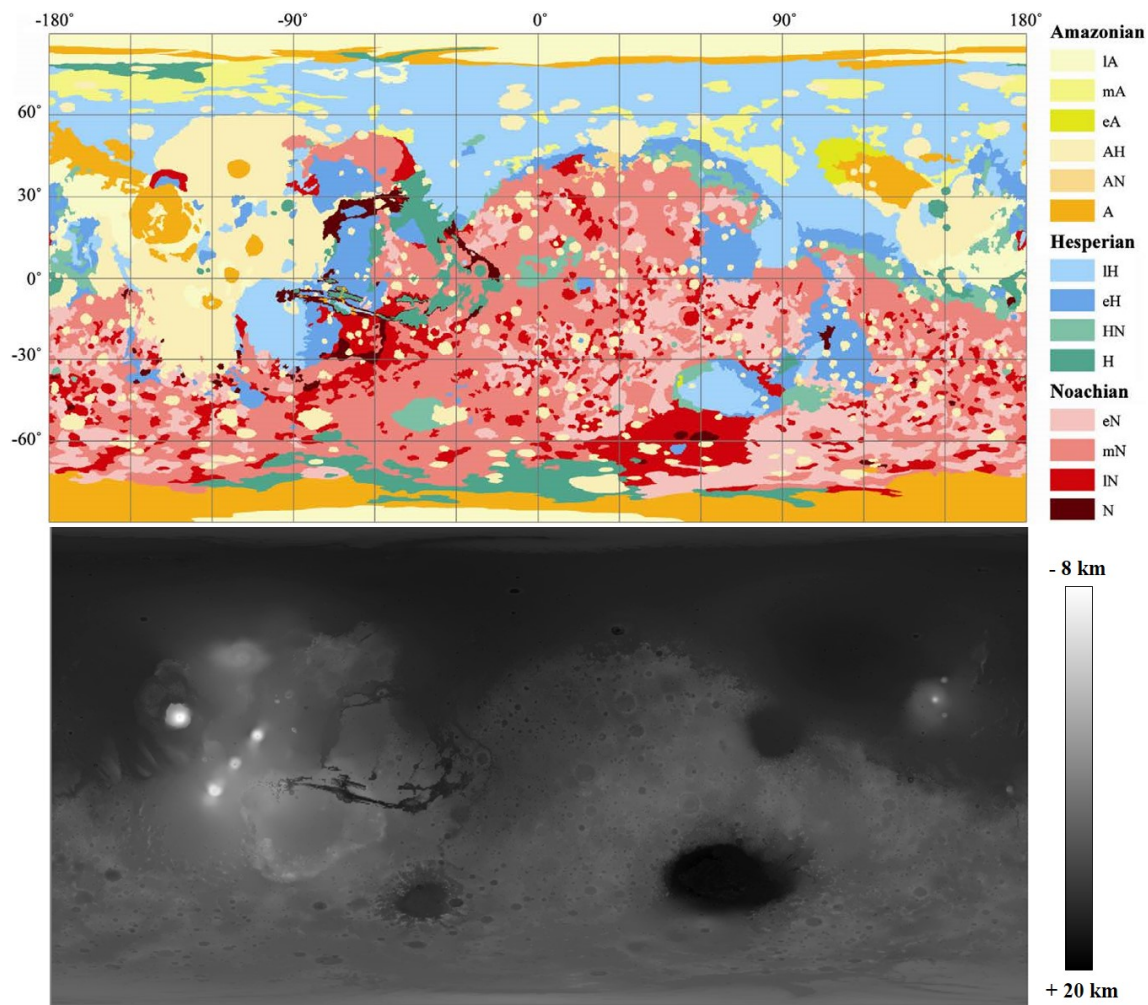 -180° -90° 0° 90° 180°
60°
30°
0°
-30°
-60°
Amazonian
lA
mA
eA
AH
AN
A
Hesperian
lH
eH
HN
H
Noachian
eN
mN
lN
N
- 8 km
+ 20 km